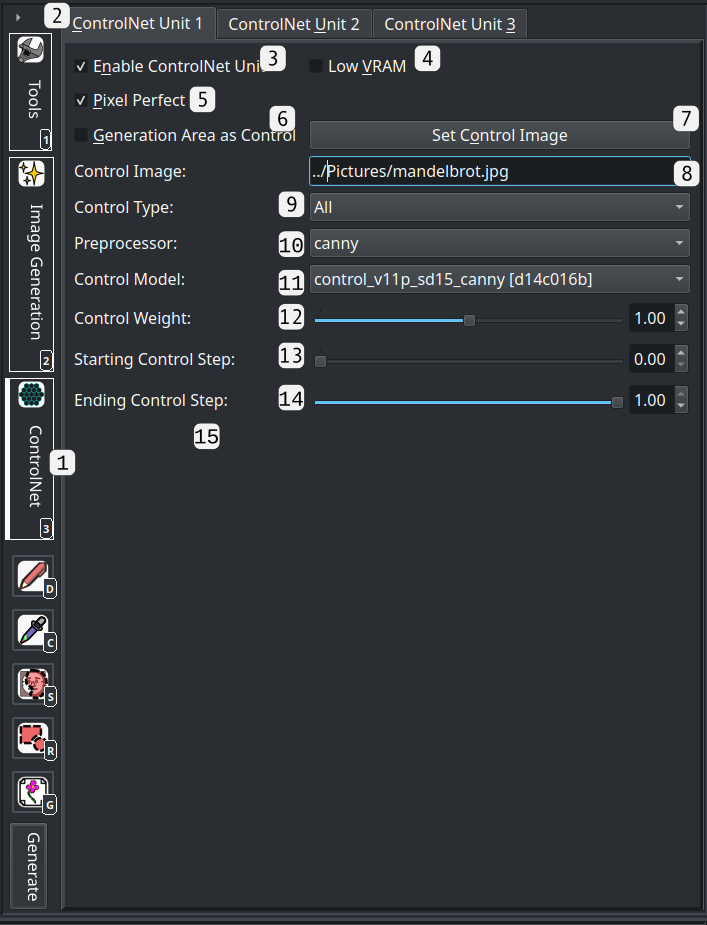 2 ControlNet Unit 1 ControlNet Unit 2 ControlNet Unit 3
Tools
1
Image Generation
2
ControlNet
3
1
D
C
S
R
G
Generate
Enable ControlNet Unit 3 Low VRAM 4
Pixel Perfect 5
Generation Area as Control 6 Set Control Image 7
Control Image: ../Pictures/mandelbrot.jpg 8
Control Type: 9 All
Preprocessor: 10 canny
Control Model: 11 control_v11p_sd15_canny [d14c016b]
Control Weight: 12 1.00
Starting Control Step: 13 0.00
Ending Control Step: 14 1.00
15